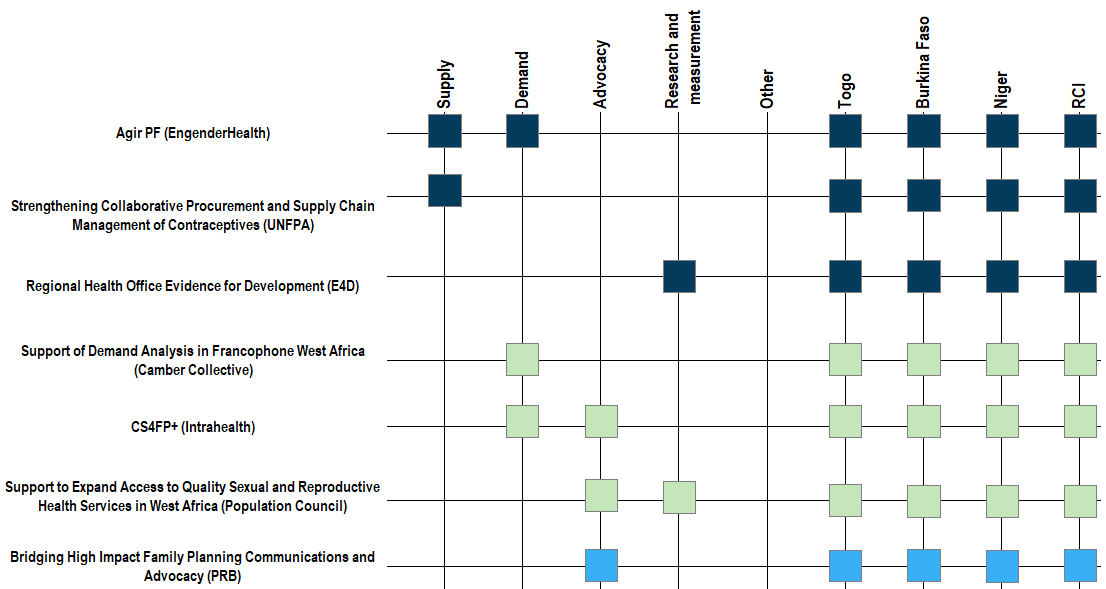 Supply
Demand
Advocacy
Research and
measurement
Other
Togo
Burkina Faso
Niger
RCI
Agir PF (EngenderHealth)
Strengthening Collaborative Procurement and Supply Chain
Management of Contraceptives (UNFPA)
Regional Health Office Evidence for Development (E4D)
Support of Demand Analysis in Francophone West Africa
(Camber Collective)
CS4FP+ (Intrahealth)
Support to Expand Access to Quality Sexual and Reproductive
Health Services in West Africa (Population Council)
Bridging High Impact Family Planning Communications and
Advocacy (PRB)